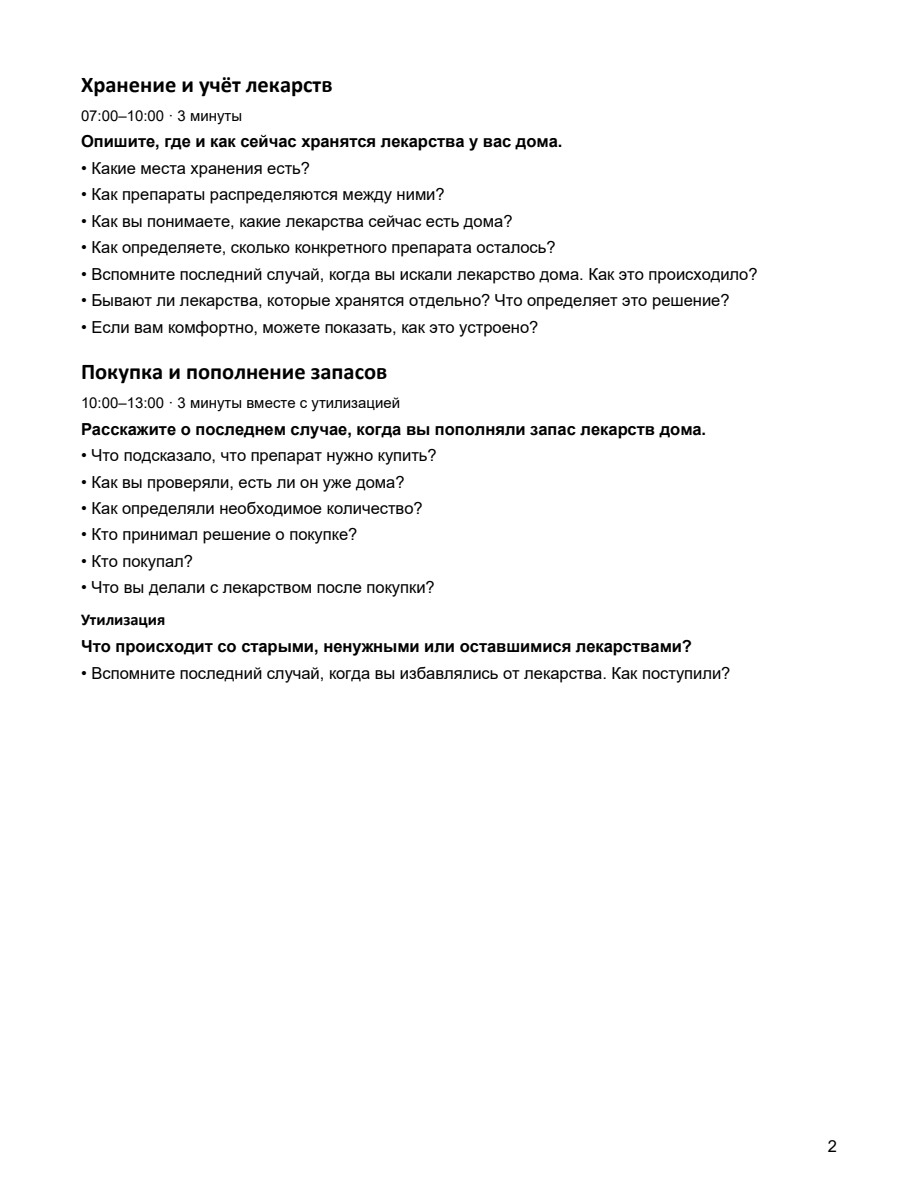 Хранение и учёт лекарств
07:00–10:00 · 3 минуты
Опишите, где и как сейчас хранятся лекарства у вас дома.
• Какие места хранения есть?
• Как препараты распределяются между ними?
• Как вы понимаете, какие лекарства сейчас есть дома?
• Как определяете, сколько конкретного препарата осталось?
• Вспомните последний случай, когда вы искали лекарство дома. Как это происходило?
• Бывают ли лекарства, которые хранятся отдельно? Что определяет это решение?
• Если вам комфортно, можете показать, как это устроено?
Покупка и пополнение запасов
10:00–13:00 · 3 минуты вместе с утилизацией
Расскажите о последнем случае, когда вы пополняли запас лекарств дома.
• Что подсказало, что препарат нужно купить?
• Как вы проверяли, есть ли он уже дома?
• Как определяли необходимое количество?
• Кто принимал решение о покупке?
• Кто покупал?
• Что вы делали с лекарством после покупки?
Утилизация
Что происходит со старыми, ненужными или оставшимися лекарствами?
• Вспомните последний случай, когда вы избавлялись от лекарства. Как поступили?
2